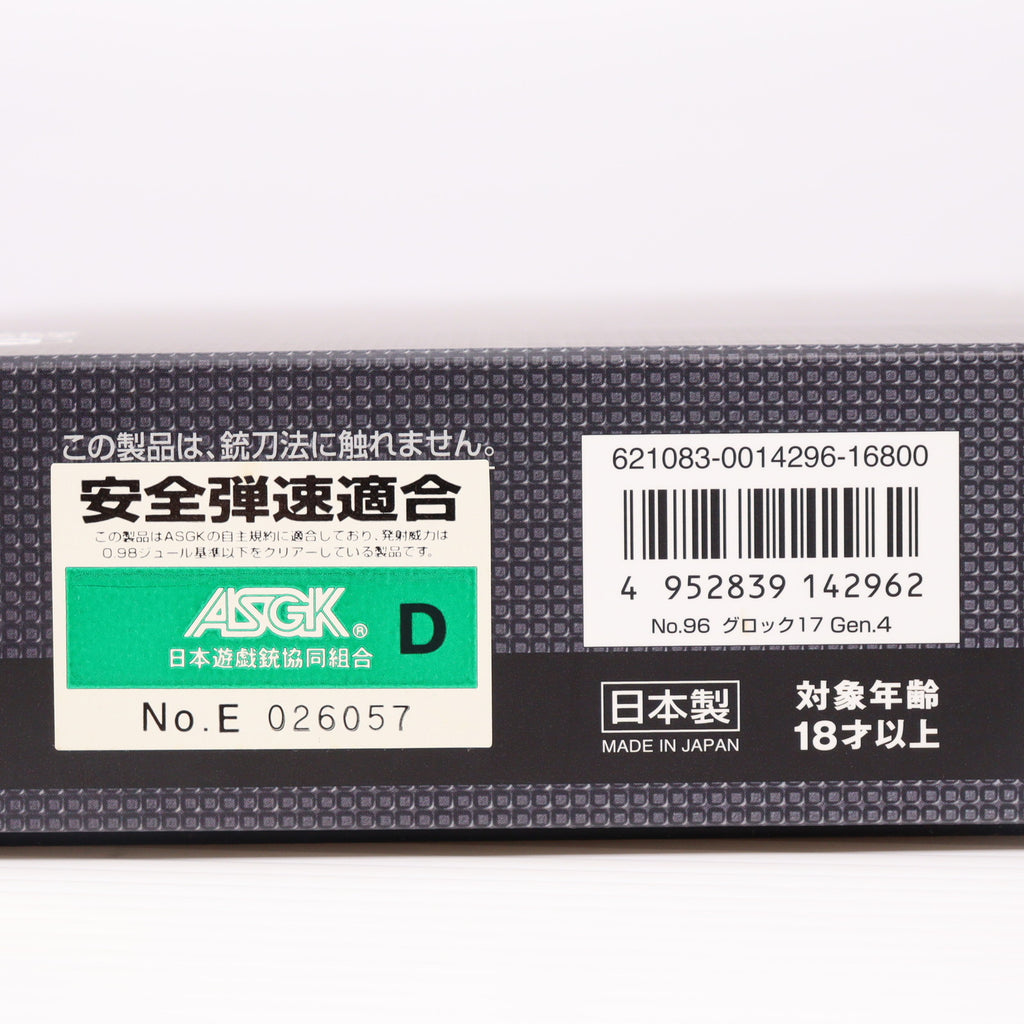 この製品は、銃刀法に触れません。
安全弾速適合
この製品はASGKの自主規約に適合しており、発射威力は
0.98ジュール基準以下をクリアーしている製品です。
ASGK®
日本遊戯銃協同組合
D
No.E 026057
621083-0014296-16800
4 952839 142962
No.96 グロック17 Gen.4
日本製
MADE IN JAPAN
対象年齢
18才以上